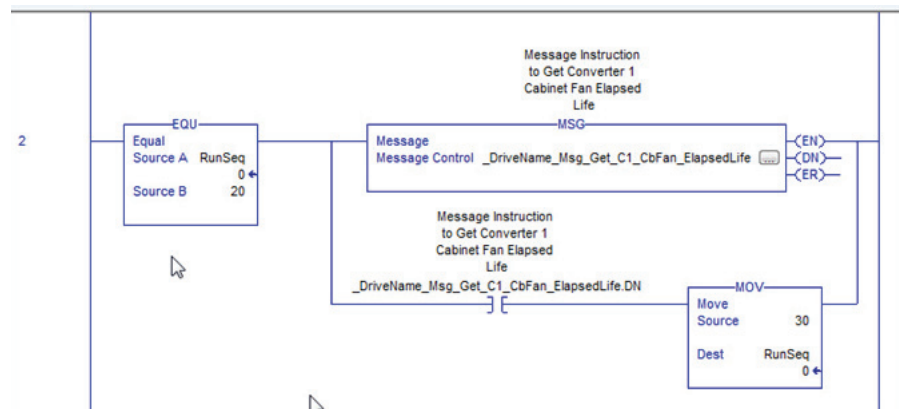 Message Instruction
to Get Converter 1
Cabinet Fan Elapsed
Life
2
EQU
Equal
Source A RunSeq
0
Source B 20
MSG
Message
Message Control _DriveName_Msg_Get_C1_CbFan_ElapsedLife ...
EN
DN
ER
Message Instruction
to Get Converter 1
Cabinet Fan Elapsed
Life
_DriveName_Msg_Get_C1_CbFan_ElapsedLife.DN
MOV
Move
Source 30
Dest RunSeq
0